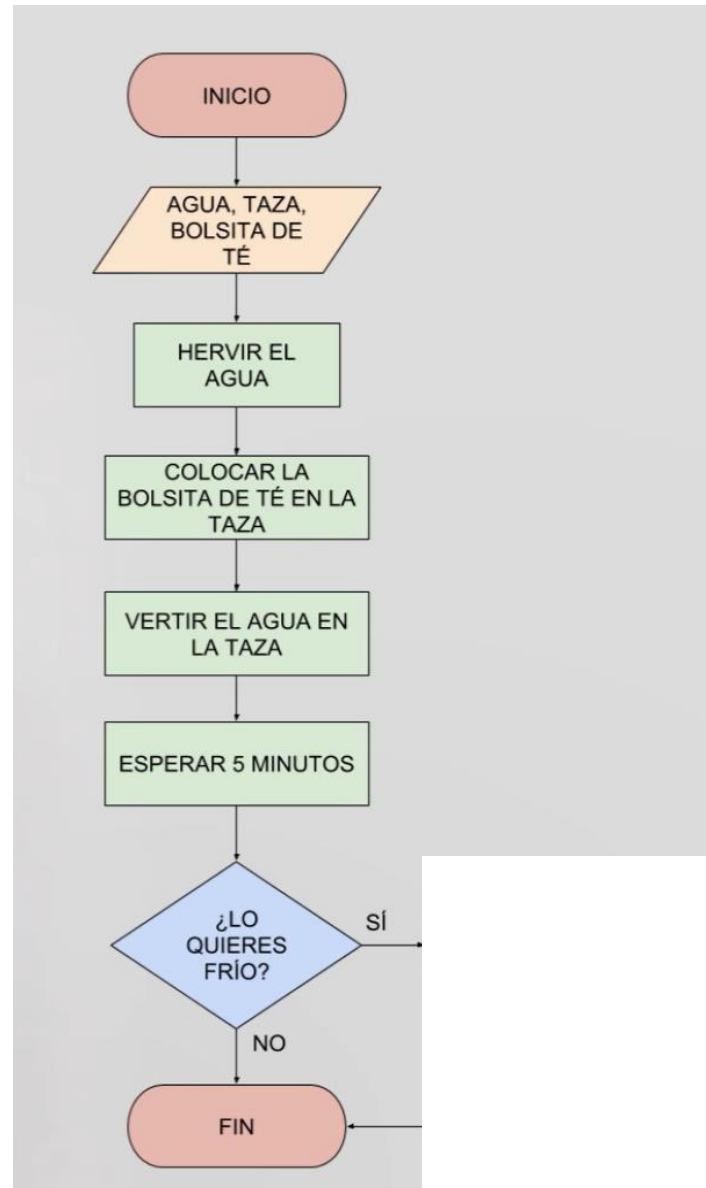 INICIO
AGUA, TAZA,
BOLSITA DE
TÉ
HERVIR EL
AGUA
COLOCAR LA
BOLSITA DE TÉ EN LA
TAZA
VERTIR EL AGUA EN
LA TAZA
ESPERAR 5 MINUTOS
¿LO
QUIERES
FRÍO?
SÍ
NO
FIN